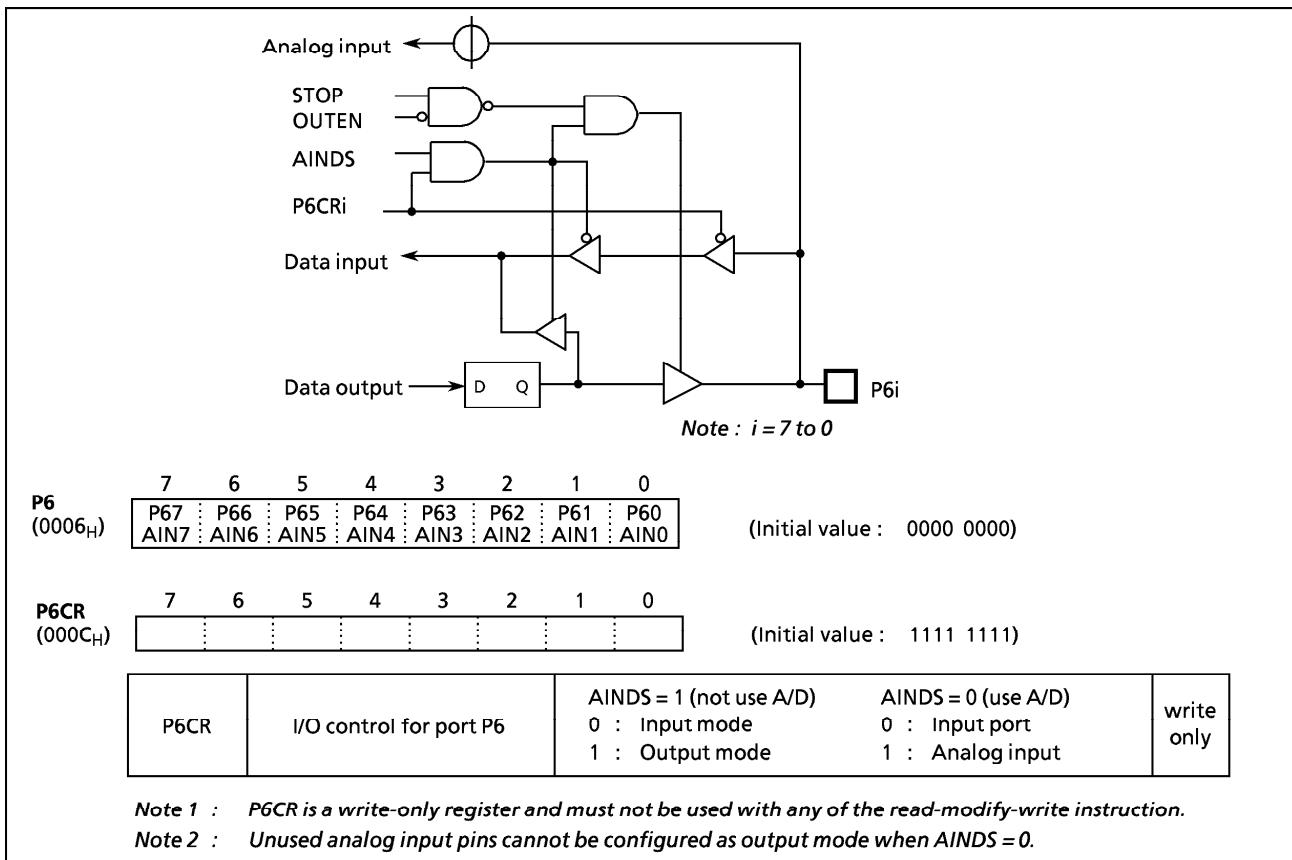 Analog input
STOP
OUTEN
AINDS
P6CRi
Data input
Data output
D Q
P6i
Note : i = 7 to 0
7 6 5 4 3 2 1 0
P6
(0006H)
P67 P66 P65 P64 P63 P62 P61 P60
AIN7 AIN6 AIN5 AIN4 AIN3 AIN2 AIN1 AIN0
(Initial value : 0000 0000)
7 6 5 4 3 2 1 0
P6CR
(000CH)
(Initial value : 1111 1111)
P6CR
I/O control for port P6
AINDS = 1 (not use A/D)
0 : Input mode
1 : Output mode
AINDS = 0 (use A/D)
0 : Input port
1 : Analog input
write
only
Note 1 : P6CR is a write-only register and must not be used with any of the read-modify-write instruction.
Note 2 : Unused analog input pins cannot be configured as output mode when AINDS = 0.